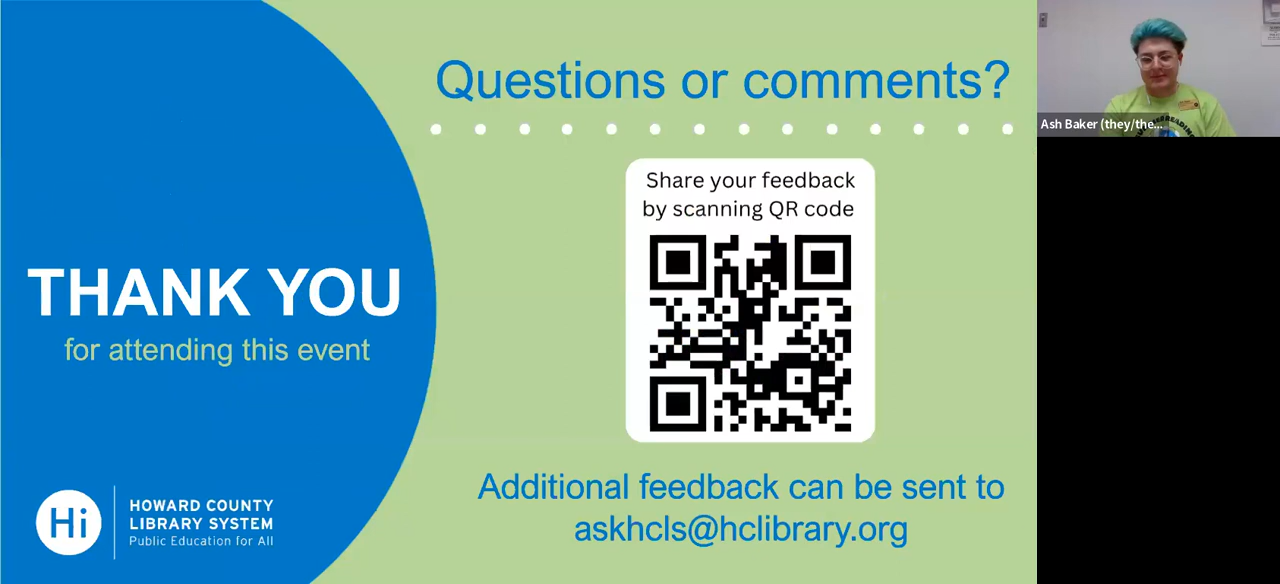 Questions or comments?
Share your feedback
by scanning QR code
THANK YOU
for attending this event
Additional feedback can be sent to
askhcls@hclibrary.org
Hi
HOWARD COUNTY
LIBRARY SYSTEM
Public Education for All
Ash Baker (they/the...
READING